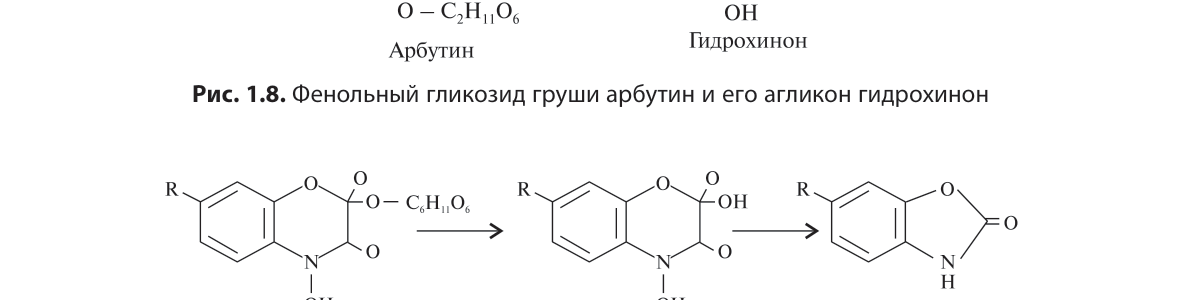 O – C₂H₁₁O₆ OH
Арбутин Гидрохинон
Рис. 1.8. Фенольный гликозид груши арбутин и его агликон гидрохинон
R O O O – C₆H₁₁O₆ O N R O O OH O N R O O N H